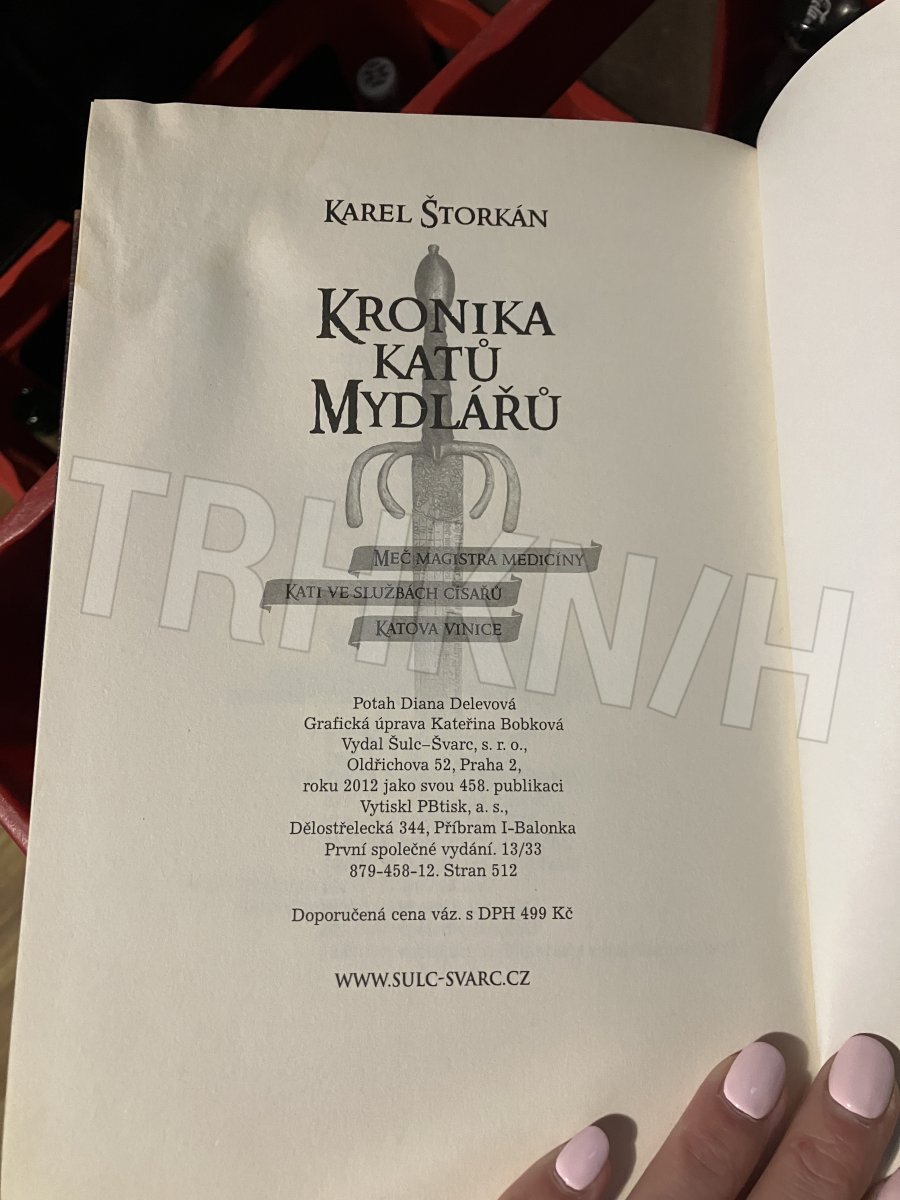 KAREL ŠTORKÁN
KRONIKA
KATŮ
MYDLÁŘŮ
MEČ MAGISTRA MEDICÍNY
KATI VE SLUŽBÁCH CÍSAŘŮ
KATOVA VINICE
TRHKN/H
Potah Diana Delevová
Grafická úprava Kateřina Bobková
Vydal Šulc–Švarc, s. r. o.,
Oldřichova 52, Praha 2,
roku 2012 jako svou 458. publikaci
Vytiskl PBtisk, a. s.,
Dělostřelecká 344, Příbram I-Balonka
První společné vydání. 13/33
879-458-12. Stran 512
Doporučená cena váz. s DPH 499 Kč
WWW.SULC-SVARC.CZ